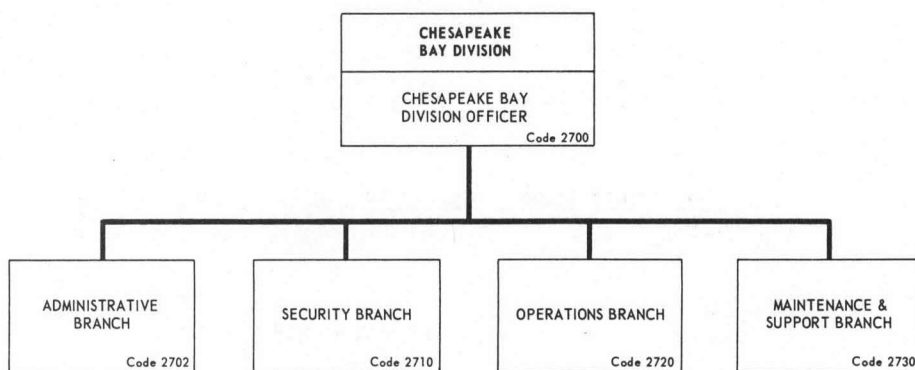 CHESAPEAKE
BAY DIVISION
CHESAPEAKE BAY
DIVISION OFFICER
Code 2700
ADMINISTRATIVE
BRANCH
Code 2702
SECURITY BRANCH
Code 2710
OPERATIONS BRANCH
Code 2720
MAINTENANCE &
SUPPORT BRANCH
Code 2730